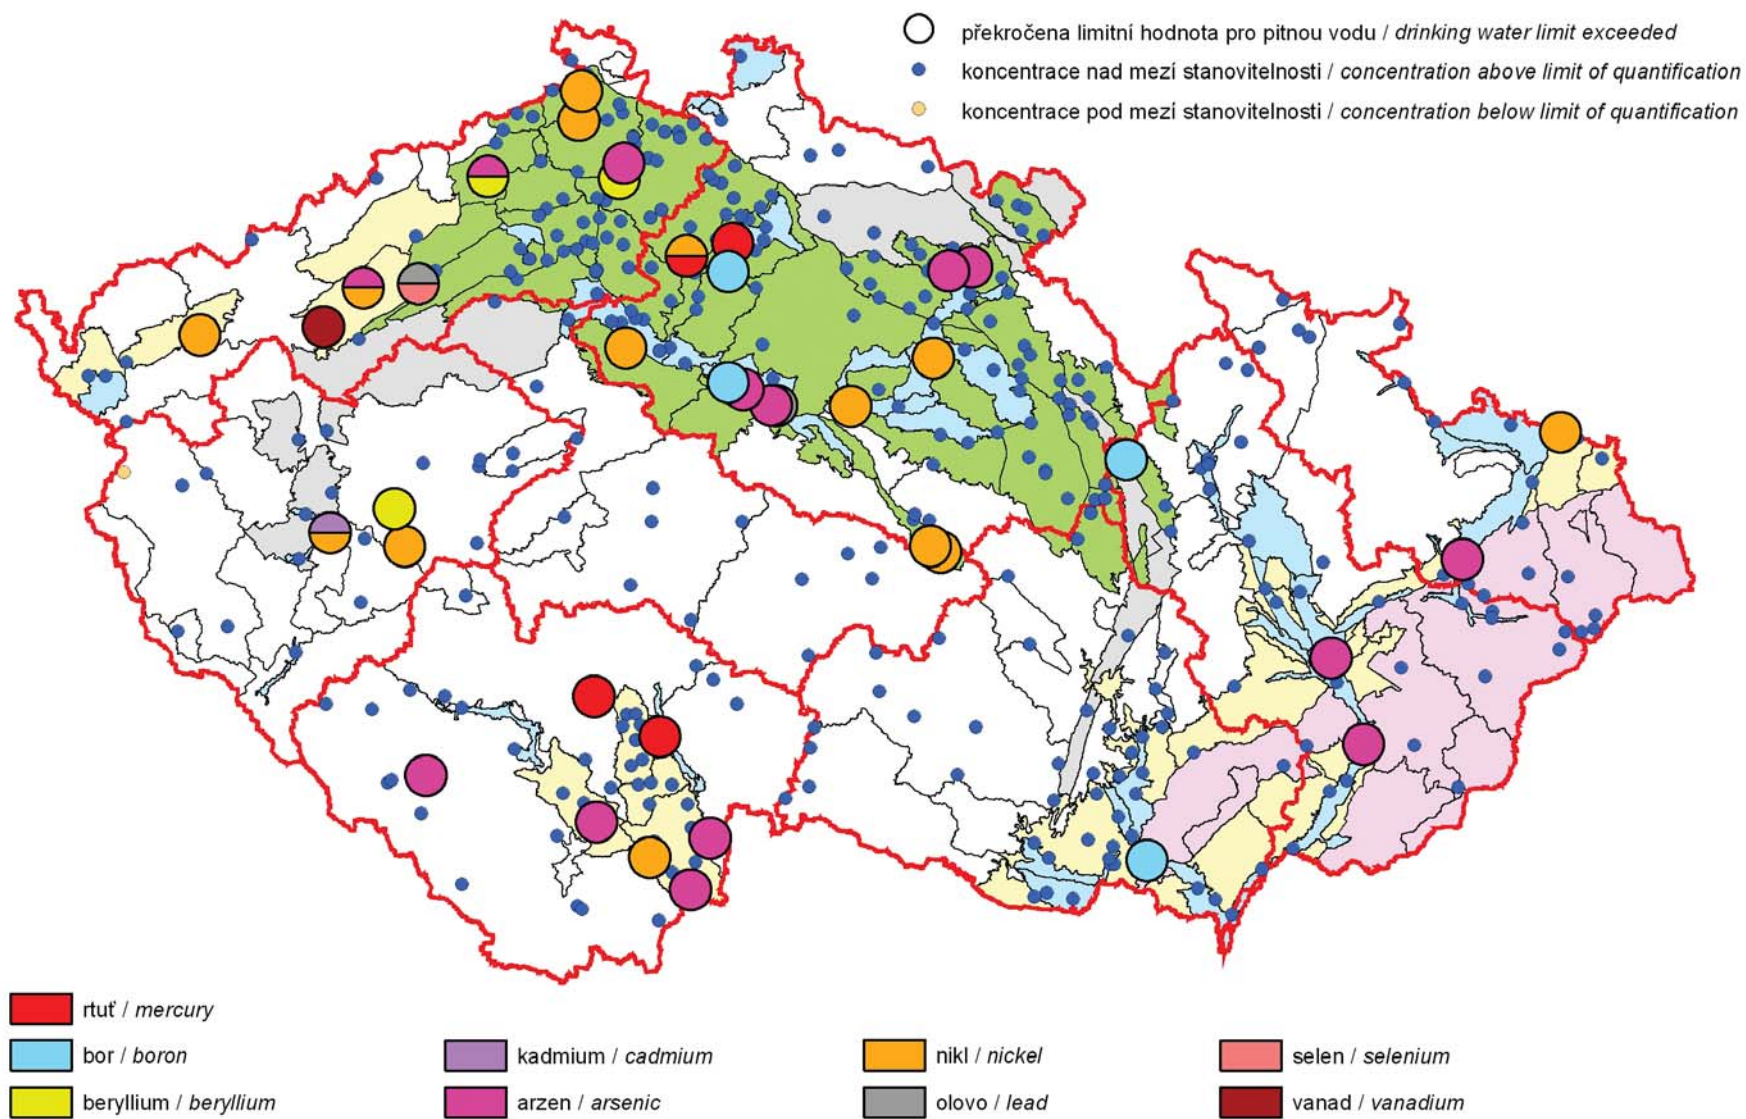 překročena limitní hodnota pro pitnou vodu / drinking water limit exceeded
koncentrace nad mezí stanovitelnosti / concentration above limit of quantification
koncentrace pod mezí stanovitelnosti / concentration below limit of quantification
rtuť / mercury
bor / boron
kadmium / cadmium
nikl / nickel
selen / selenium
beryllium / beryllium
arzen / arsenic
olovo / lead
vanad / vanadium